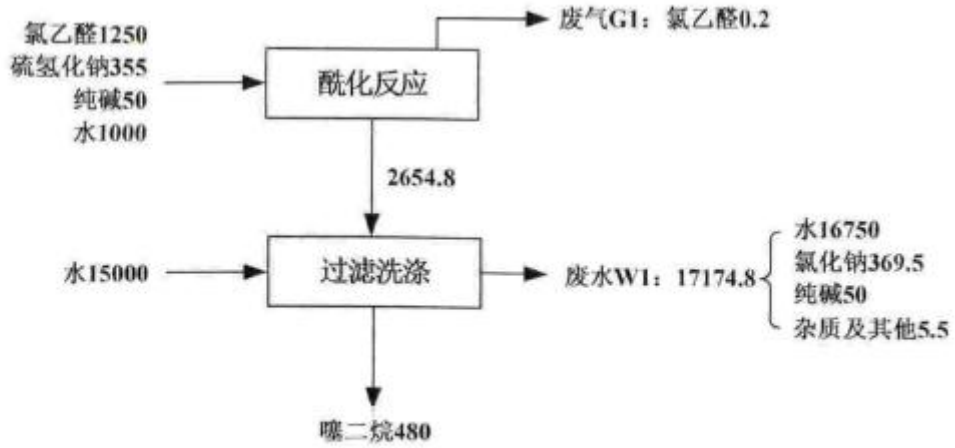 废气G1：氯乙醛0.2
氯乙醛1250
硫氢化钠355
纯碱50
水1000
酰化反应
2654.8
水15000
过滤洗涤
废水W1：17174.8
水16750
氯化钠369.5
纯碱50
杂质及其他5.5
噻二烷480